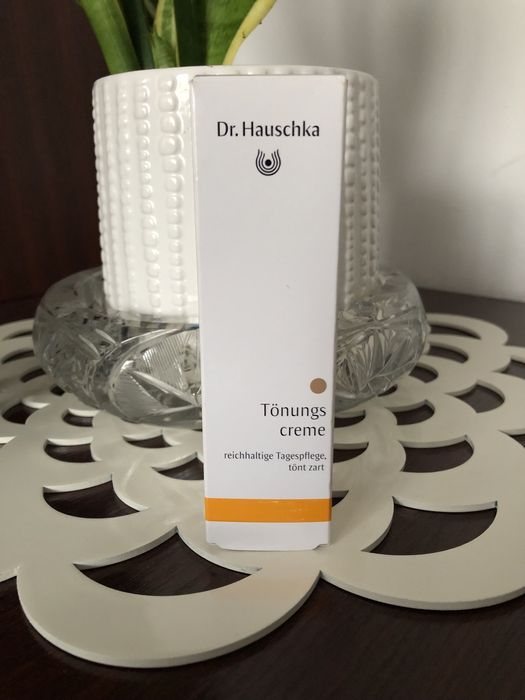 Dr. Hauschka
Tönungs
creme
reichhaltige Tagespflege,
tönt zart